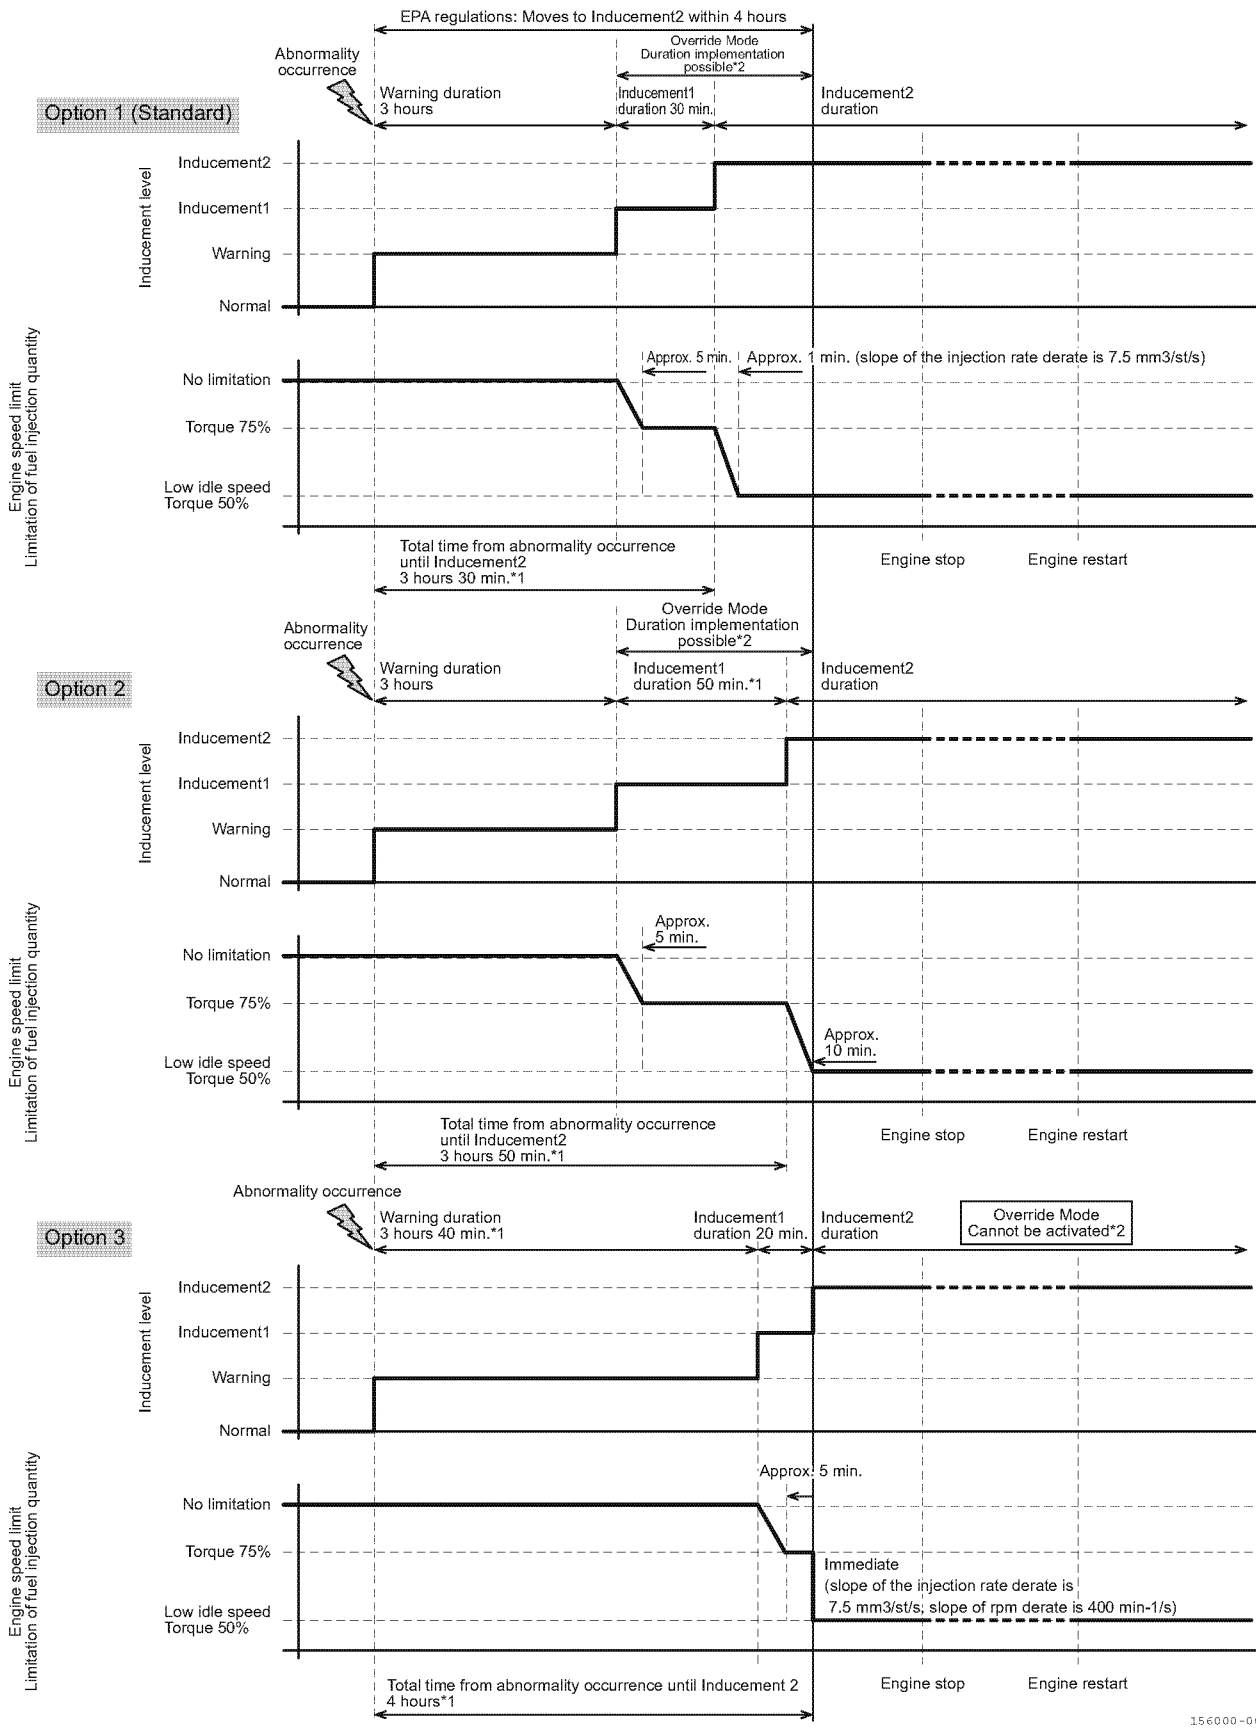 EPA regulations: Moves to Inducement2 within 4 hours
Override Mode
Duration implementation
possible*2
Abnormality
occurrence
Option 1 (Standard)
Warning duration
3 hours
Inducement1
duration 30 min.
Inducement2
duration
Inducement level
Inducement2
Inducement1
Warning
Normal
Engine speed limit
Limitation of fuel injection quantity
No limitation
Torque 75%
Low idle speed
Torque 50%
Approx. 5 min.
Approx. 1 min. (slope of the injection rate derate is 7.5 mm3/st/s)
Total time from abnormality occurrence
until Inducement2
3 hours 30 min.*1
Engine stop
Engine restart
Override Mode
Duration implementation
possible*2
Abnormality
occurrence
Option 2
Warning duration
3 hours
Inducement1
duration 50 min.*1
Inducement2
duration
Inducement level
Inducement2
Inducement1
Warning
Normal
Engine speed limit
Limitation of fuel injection quantity
No limitation
Torque 75%
Low idle speed
Torque 50%
Approx.
5 min.
Approx.
10 min.
Total time from abnormality occurrence
until Inducement2
3 hours 50 min.*1
Engine stop
Engine restart
Abnormality occurrence
Option 3
Warning duration
3 hours 40 min.*1
Inducement1
duration 20 min.
Inducement2
duration
Override Mode
Cannot be activated*2
Inducement level
Inducement2
Inducement1
Warning
Normal
Engine speed limit
Limitation of fuel injection quantity
No limitation
Torque 75%
Low idle speed
Torque 50%
Approx. 5 min.
Immediate
(slope of the injection rate derate is
7.5 mm3/st/s, slope of rpm derate is 400 min-1/s)
Total time from abnormality occurrence until Inducement 2
4 hours*1
Engine stop
Engine restart